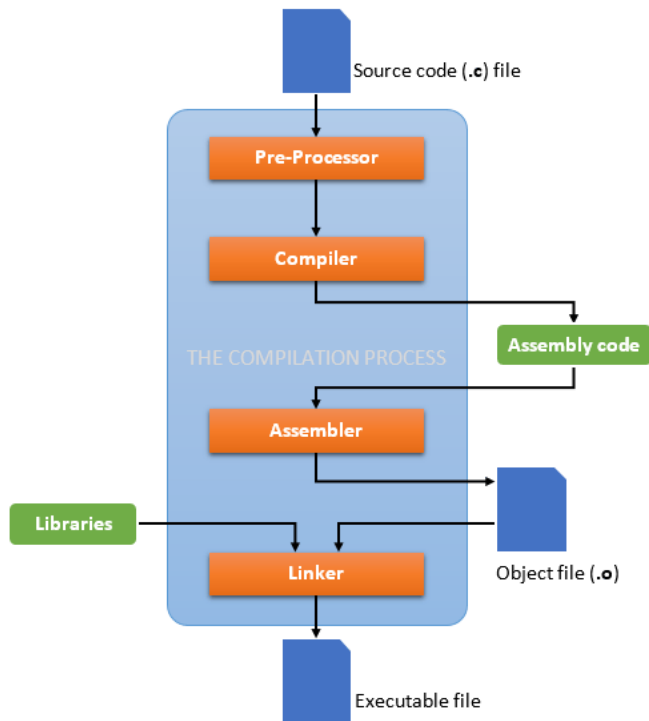 Source code (.c) file
Pre-Processor
Compiler
Assembly code
THE COMPILATION PROCESS
Assembler
Libraries
Linker
Object file (.o)
Executable file